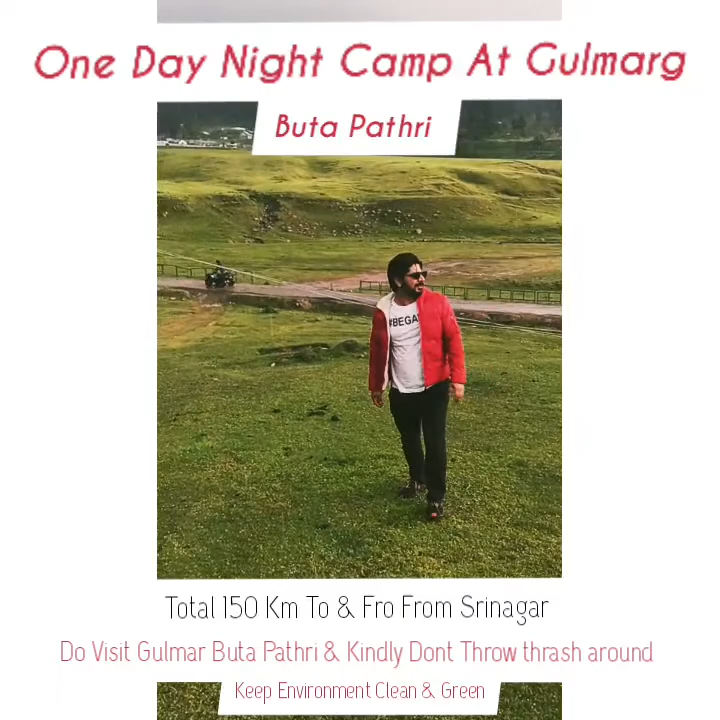 One Day Night Camp At Gulmarg
Buta Pathri
#BEGA
Total 150 Km To & Fro From Srinagar
Do Visit Gulmar Buta Pathri & Kindly Dont Throw thrash around
Keep Environment Clean & Green